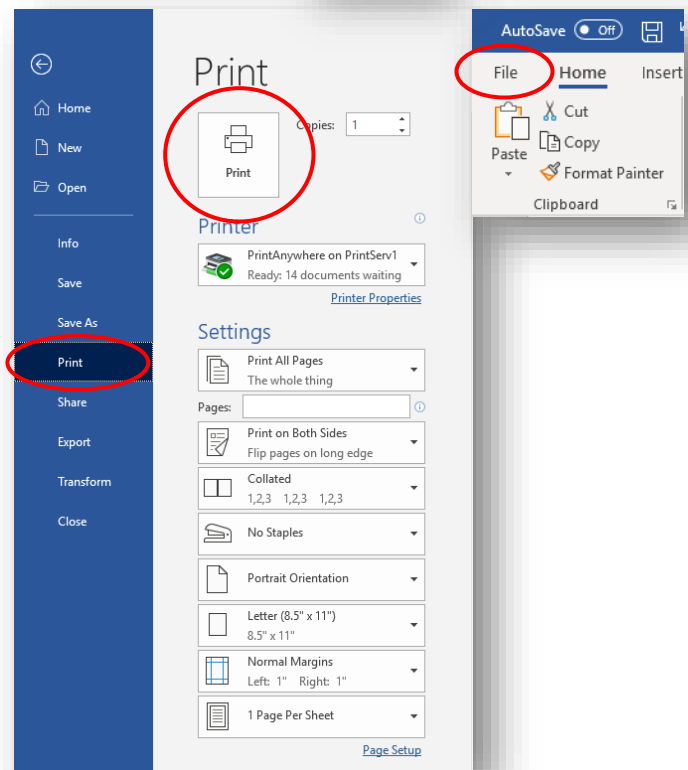 Print
Home
New
Open
Info
Save
Save As
Print
Share
Export
Transform
Close
Copies: 1
Print
Printer
PrintAnywhere on PrintServ1
Ready: 14 documents waiting
Printer Properties
Settings
Print All Pages
The whole thing
Pages:
Print on Both Sides
Flip pages on long edge
Collated
1,2,3 1,2,3 1,2,3
No Staples
Portrait Orientation
Letter (8.5" x 11")
8.5" x 11"
Normal Margins
Left: 1" Right: 1"
1 Page Per Sheet
Page Setup
AutoSave Off
File Home Insert
Cut
Copy
Paste
Format Painter
Clipboard